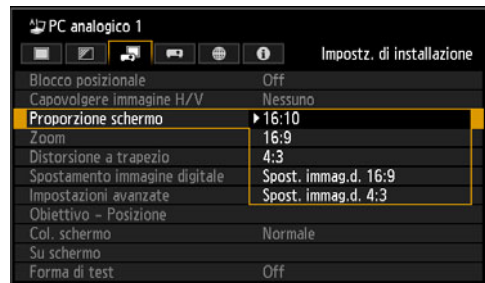 PC analogico 1
Impostz. di installazione
Blocco posizionale Off
Capovolgere immagine H/V Nessuno
Proporzione schermo 16:10
Zoom 16:9
Distorsione a trapezio 4:3
Spostamento immagine digitale Spost. immag.d. 16:9
Impostazioni avanzate Spost. immag.d. 4:3
Obiettivo - Posizione
Col. schermo Normale
Su schermo
Forma di test Off